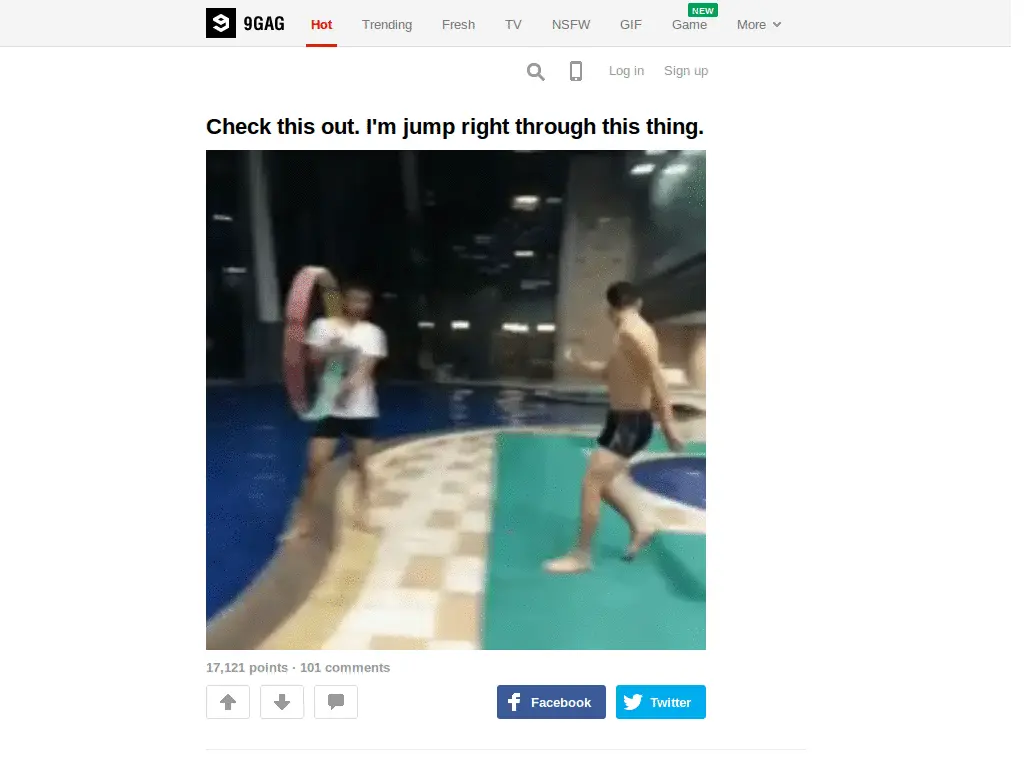 9GAG Hot Trending Fresh TV NSFW GIF Game NEW More
Log in Sign up
Check this out. I'm jump right through this thing.
17,121 points · 101 comments
Facebook Twitter